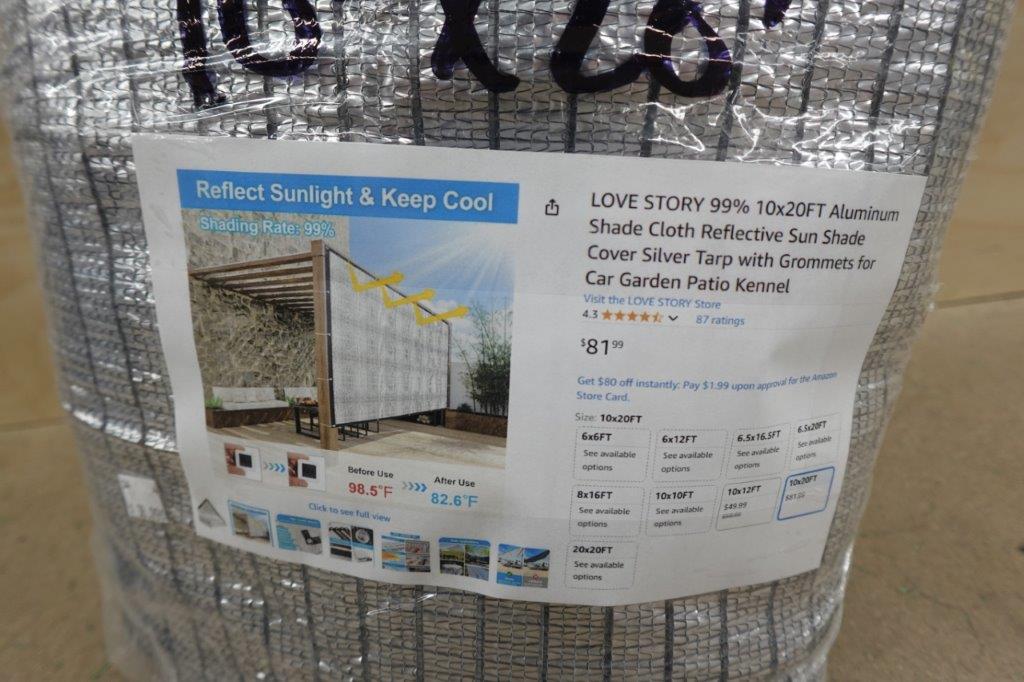 10'x20'
Reflect Sunlight & Keep Cool
Shading Rate: 99%
Before Use
98.5°F
After Use
82.6°F
Click to see full view
LOVE STORY 99% 10x20FT Aluminum
Shade Cloth Reflective Sun Shade
Cover Silver Tarp with Grommets for
Car Garden Patio Kennel
Visit the LOVE STORY Store
4.3
87 ratings
$81.99
Get $80 off instantly: Pay $1.99 upon approval for the Amazon
Store Card.
Size: 10x20FT
6x6FT
See available
options
6x12FT
See available
options
6.5x16.5FT
See available
options
6.5x20FT
See available
options
8x16FT
See available
options
10x10FT
See available
options
10x12FT
$49.99
10x20FT
$81.99
20x20FT
See available
options